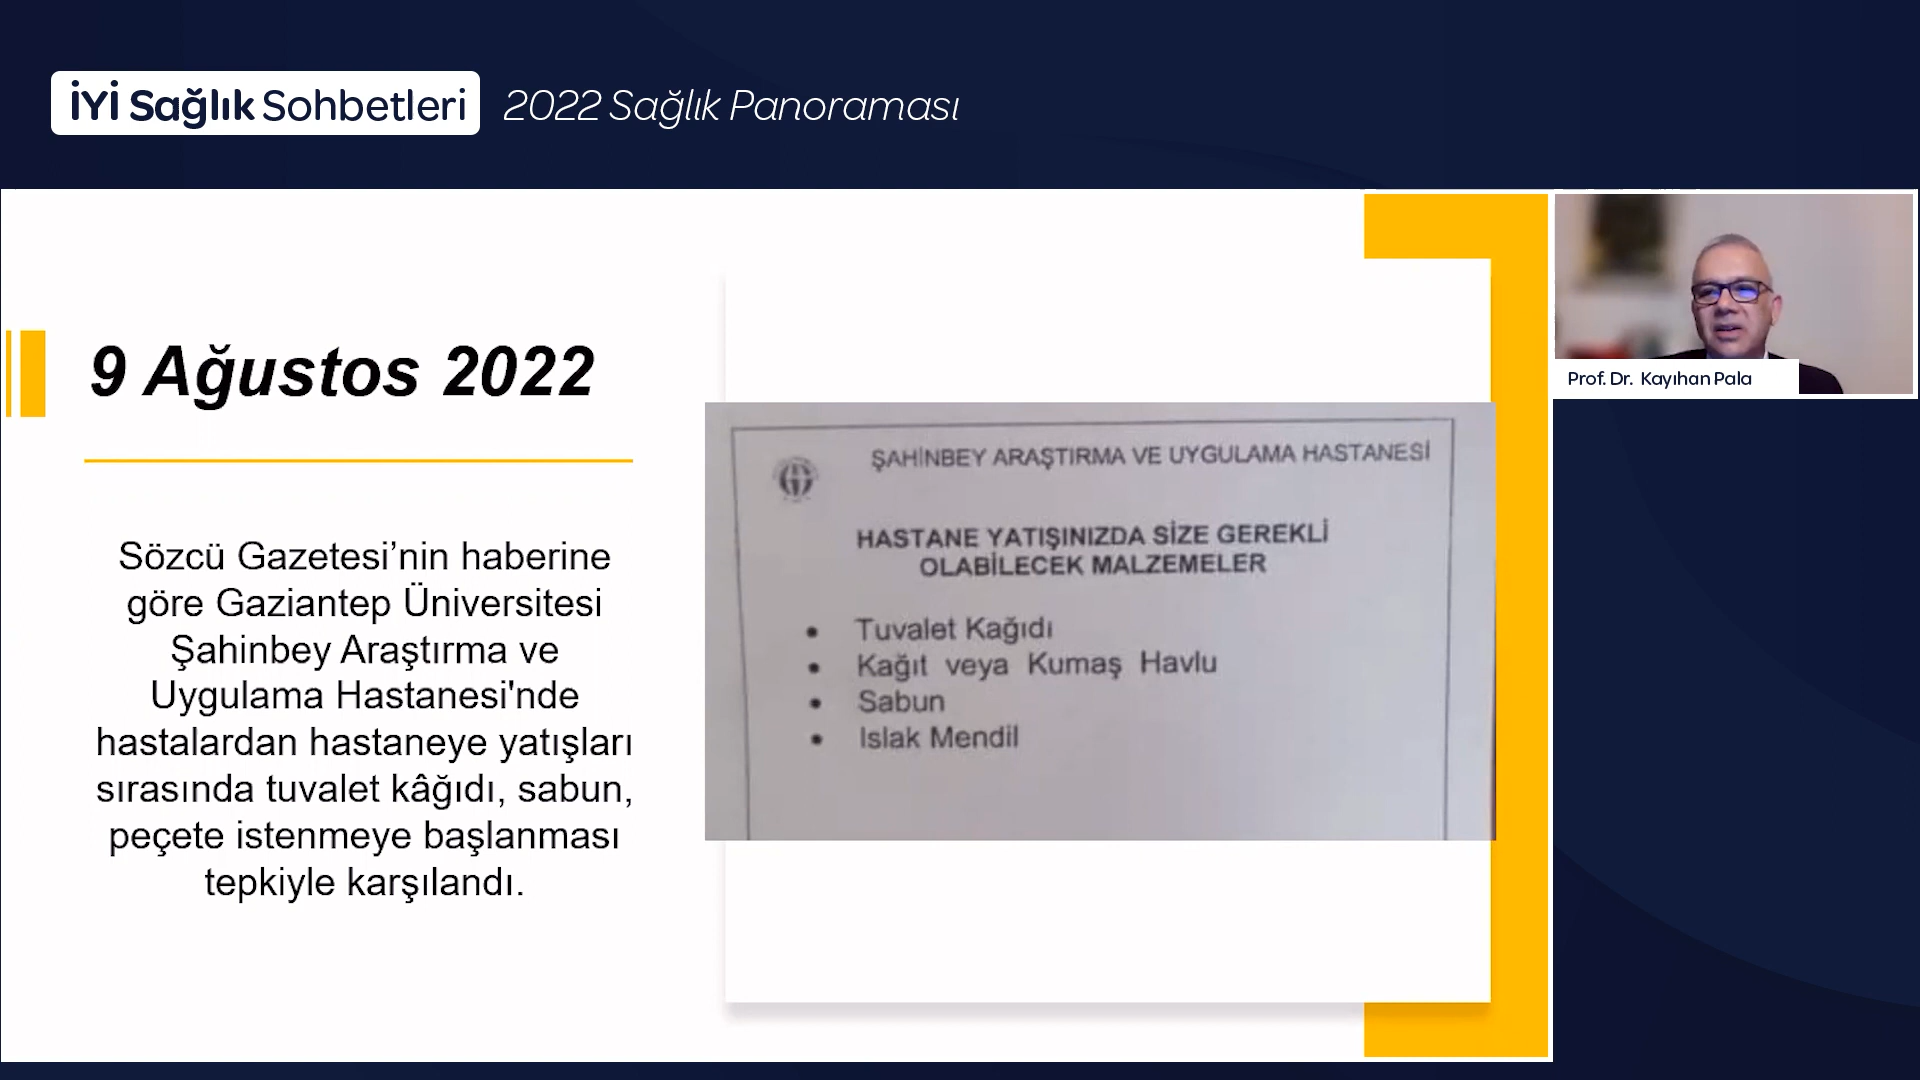 İYİ Sağlık Sohbetleri 2022 Sağlık Panoraması
9 Ağustos 2022
Sözcü Gazetesi’nin haberine
göre Gaziantep Üniversitesi
Şahinbey Araştırma ve
Uygulama Hastanesi'nde
hastalardan hastaneye yatışları
sırasında tuvalet kâğıdı, sabun,
peçete istenmeye başlanması
tepkiyle karşılandı.
ŞAHİNBEY ARAŞTIRMA VE UYGULAMA HASTANESİ
HASTANE YATIŞINIZDA SİZE GEREKLİ
OLABİLECEK MALZEMELER
• Tuvalet Kağıdı
• Kağıt veya Kumaş Havlu
• Sabun
• Islak Mendil
Prof. Dr. Kayıhan Pala